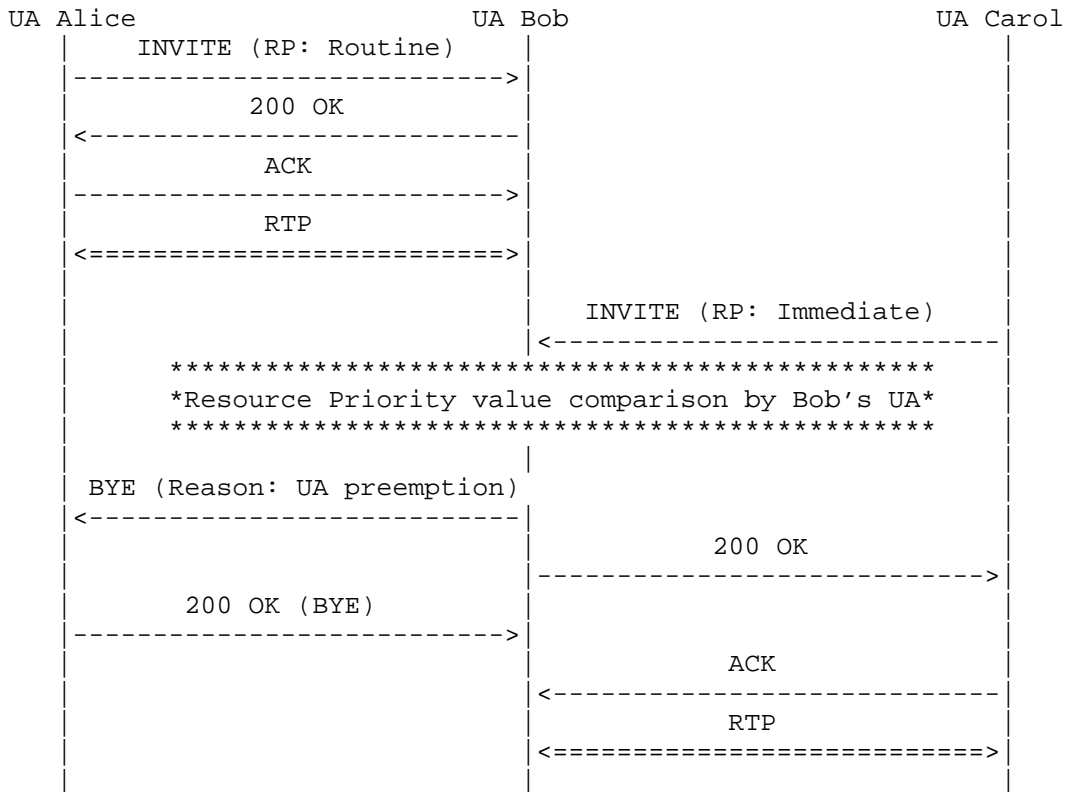 UA Alice UA Bob UA Carol
INVITE (RP: Routine)
200 OK
ACK
RTP
INVITE (RP: Immediate)
*Resource Priority value comparison by Bob's UA*
BYE (Reason: UA preemption)
200 OK
200 OK (BYE)
ACK
RTP